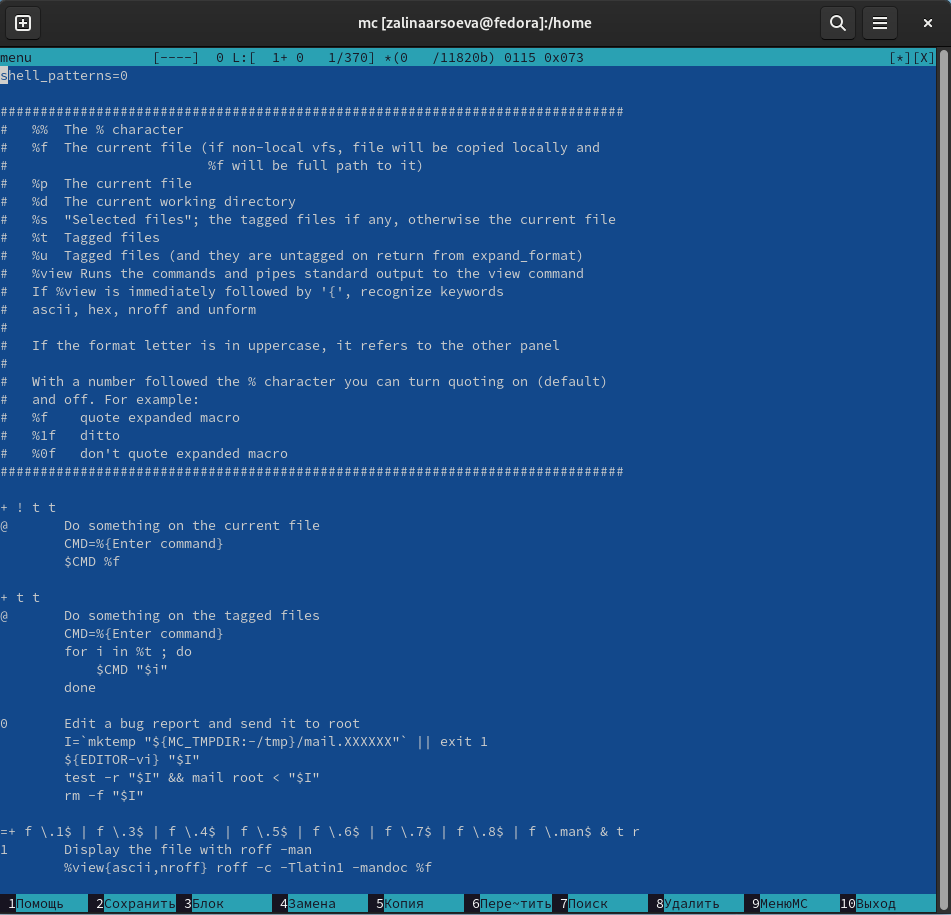 mc [zalinaarsoeva@fedora]:/home
menu               [----]  0 L:[  1+ 0   1/370] *(0   /11820b) 0115 0x073                                      [*][X]
shell_patterns=0

##############################################################################
#   %%  The % character
#   %f  The current file (if non-local vfs, file will be copied locally and
#                         %f will be full path to it)
#   %p  The current file
#   %d  The current working directory
#   %s  "Selected files"; the tagged files if any, otherwise the current file
#   %t  Tagged files
#   %u  Tagged files (and they are untagged on return from expand_format)
#   %view Runs the commands and pipes standard output to the view command
#   If %view is immediately followed by '{', recognize keywords
#   ascii, hex, nroff and unform
#
#   If the format letter is in uppercase, it refers to the other panel
#
#   With a number followed the % character you can turn quoting on (default)
#   and off. For example:
#   %f    quote expanded macro
#   %1f   ditto
#   %0f   don't quote expanded macro
##############################################################################

+ ! t t
@       Do something on the current file
        CMD=%{Enter command}
        $CMD %f

+ t t
@       Do something on the tagged files
        CMD=%{Enter command}
        for i in %t ; do
            $CMD "$i"
        done

0       Edit a bug report and send it to root
        I=`mktemp "${MC_TMPDIR:-/tmp}/mail.XXXXXX"` || exit 1
        ${EDITOR-vi} "$I"
        test -r "$I" && mail root < "$I"
        rm -f "$I"

=+ f \.1$ | f \.3$ | f \.4$ | f \.5$ | f \.6$ | f \.7$ | f \.8$ | f \.man$ & t r
1       Display the file with roff -man
        %view{ascii,nroff} roff -c -Tlatin1 -mandoc %f

1Помощь 2Сохранить 3Блок 4Замена 5Копия 6Пере~тить 7Поиск 8Удалить 9МенюMC 10Выход